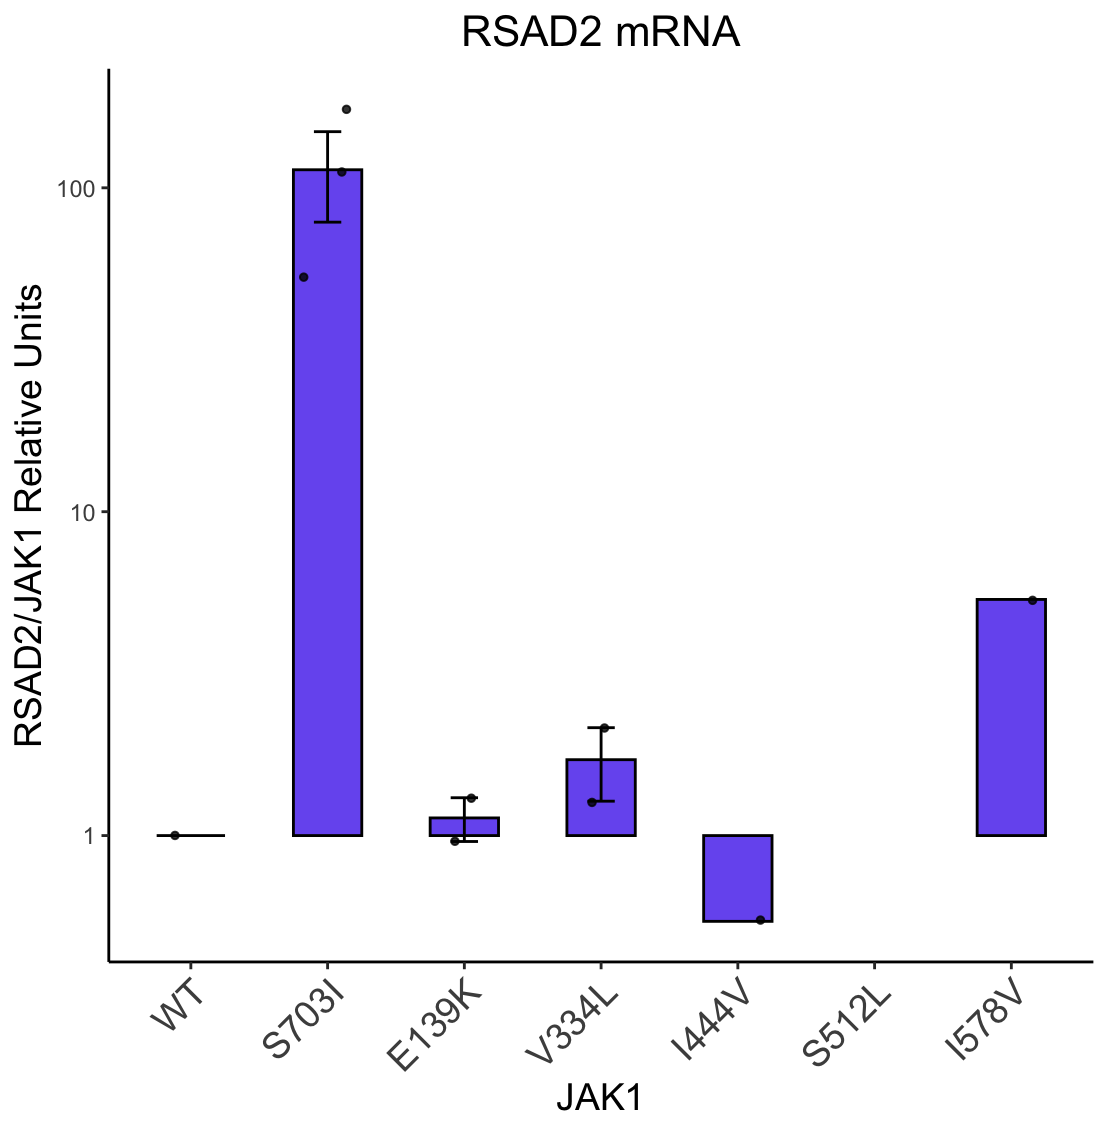 RSAD2 mRNA
RSAD2/JAK1 Relative Units
100
10
1
WT
S703I
E139K
V334L
I444V
S512L
I578V
JAK1